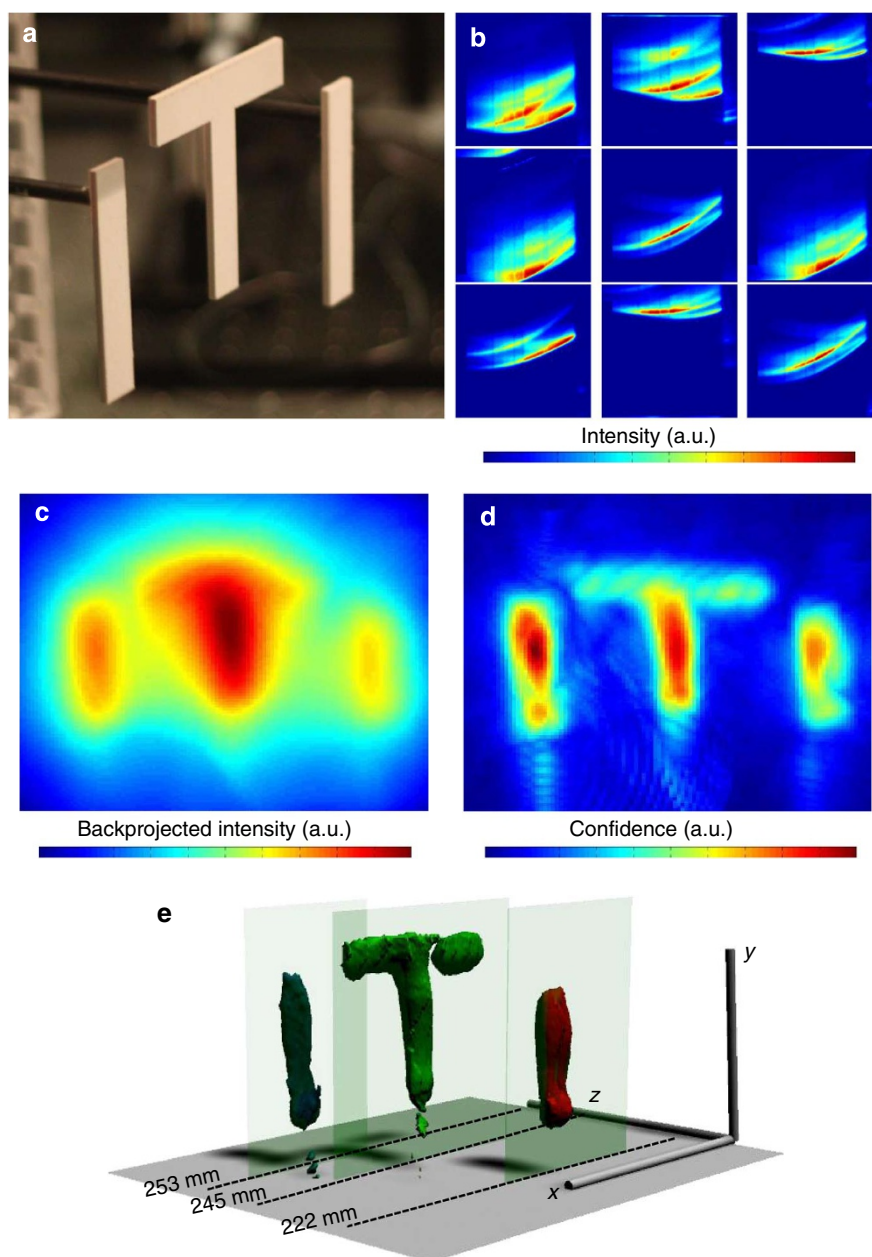 a
b
Intensity (a.u.)
c
d
Backprojected intensity (a.u.)
Confidence (a.u.)
e
y
z
x
253 mm
245 mm
222 mm